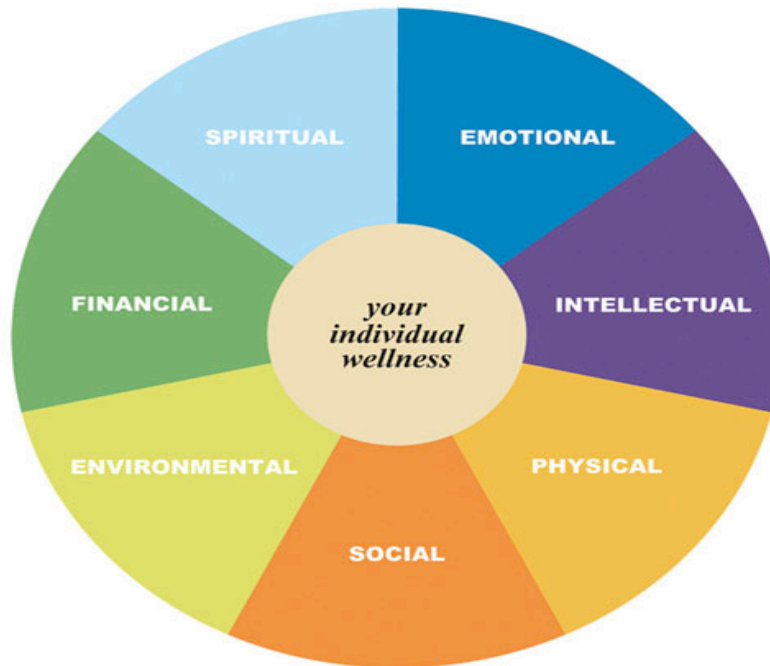 SPIRITUAL
EMOTIONAL
FINANCIAL
your
individual
wellness
INTELLECTUAL
ENVIRONMENTAL
PHYSICAL
SOCIAL